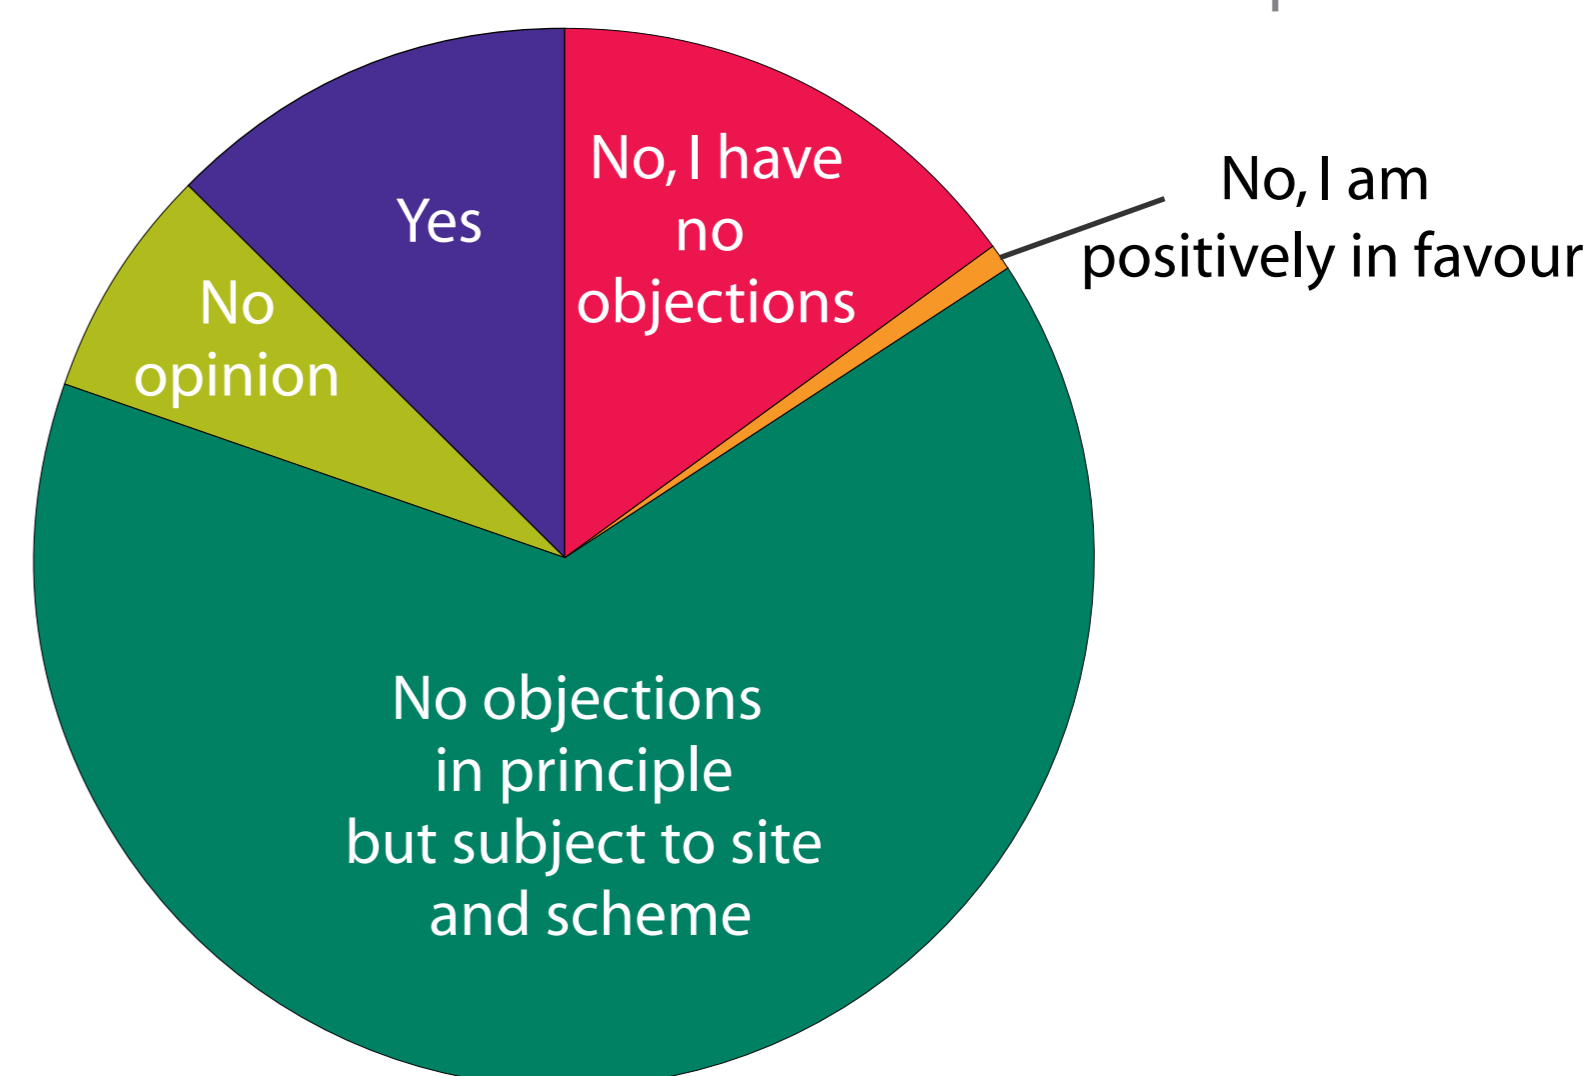 No, I have
no
objections
No, I am
positively in favour
Yes
No
opinion
No objections
in principle
but subject to site
and scheme